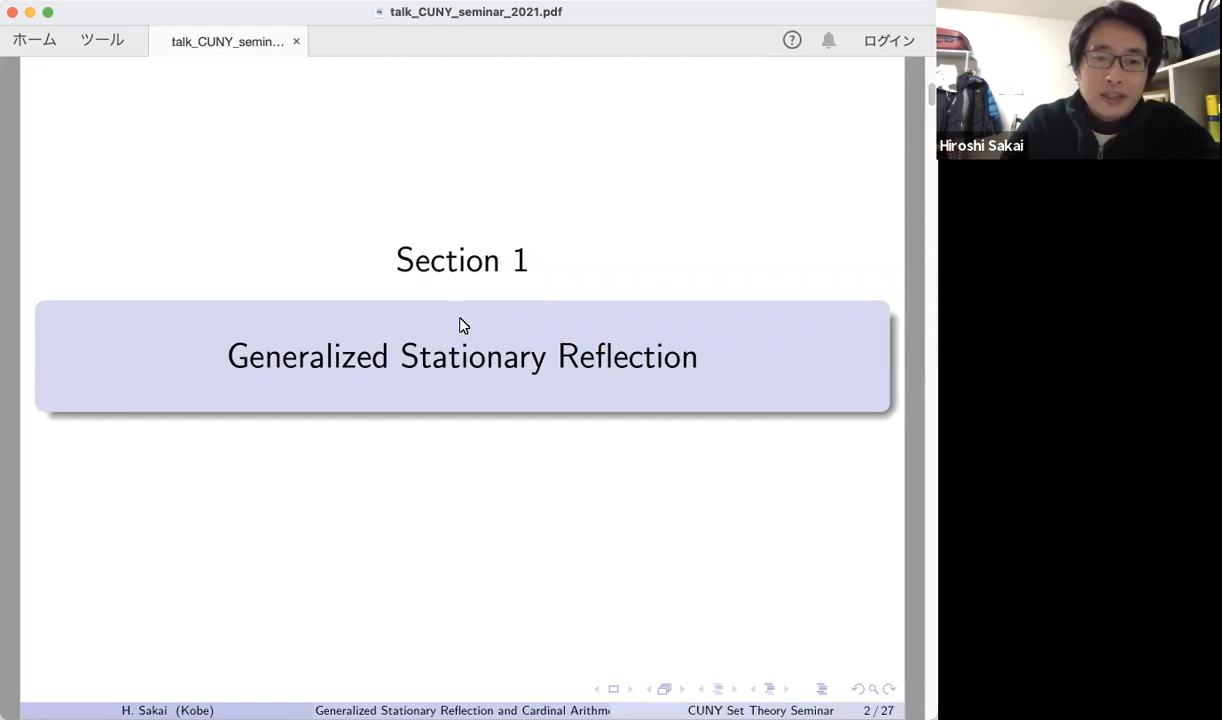 talk_CUNY_seminar_2021.pdf
ホーム ツール talk_CUNY_semin... × ? ログイン
Hiroshi Sakai
Section 1
Generalized Stationary Reflection
H. Sakai (Kobe) Generalized Stationary Reflection and Cardinal Arithme CUNY Set Theory Seminar 2 / 27